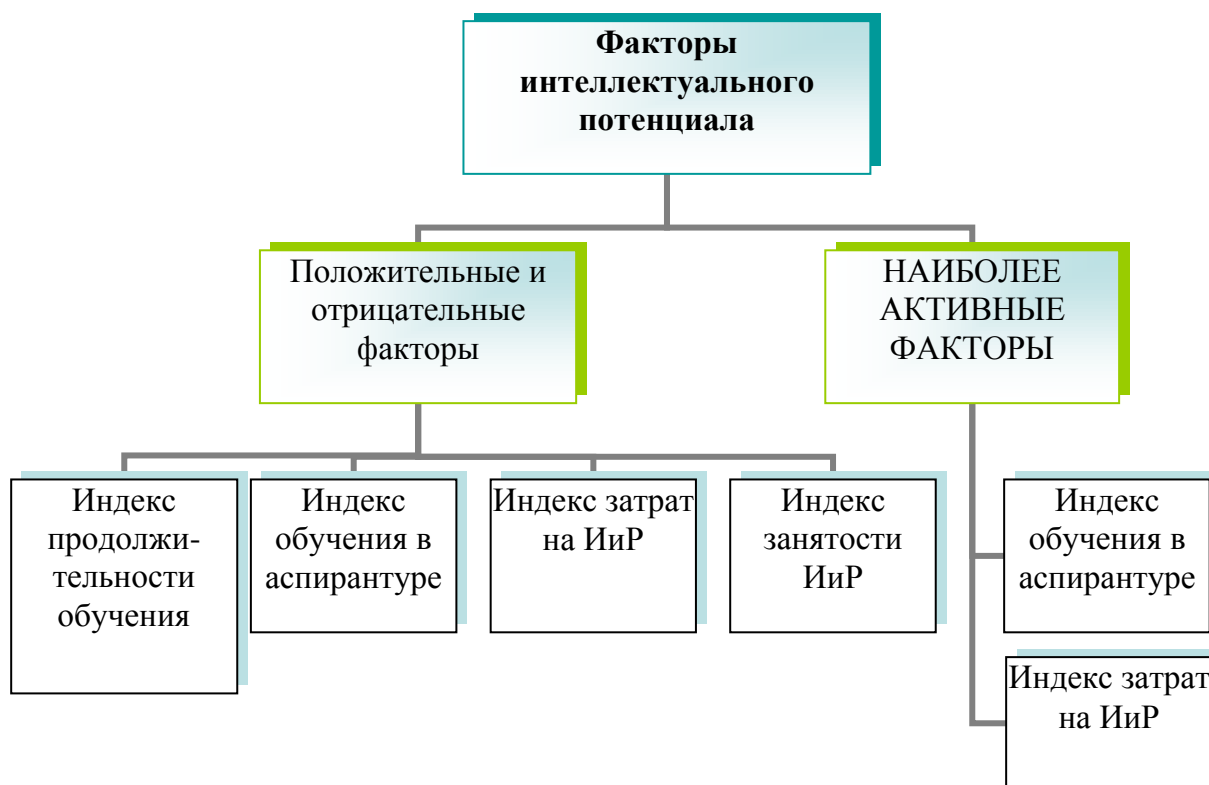 Факторы
интеллектуального
потенциала
Положительные и
отрицательные
факторы
НАИБОЛЕЕ
АКТИВНЫЕ
ФАКТОРЫ
Индекс
продолжи-
тельности
обучения
Индекс
обучения в
аспирантуре
Индекс затрат
на ИиР
Индекс
занятости
ИиР
Индекс
обучения в
аспирантуре
Индекс затрат
на ИиР